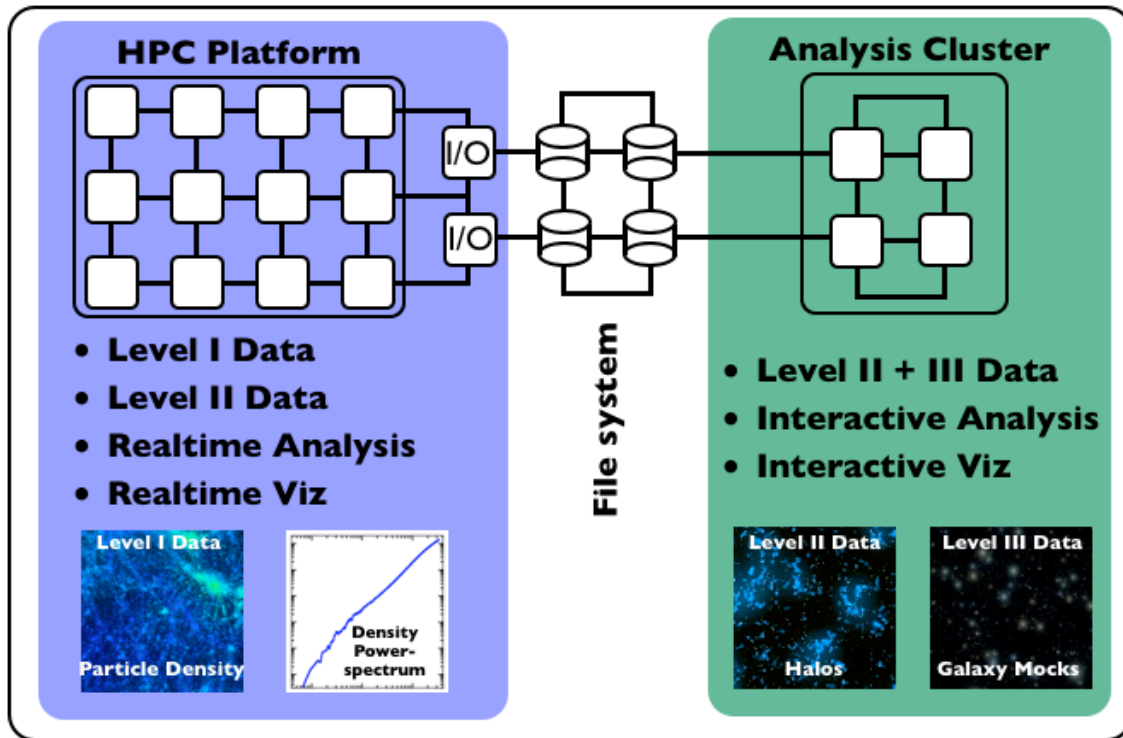 HPC Platform
I/O
I/O
• Level I Data
• Level II Data
• Realtime Analysis
• Realtime Viz
Level I Data
Particle Density
Density
Power-
spectrum
File system
Analysis Cluster
• Level II + III Data
• Interactive Analysis
• Interactive Viz
Level II Data
Halos
Level III Data
Galaxy Mocks